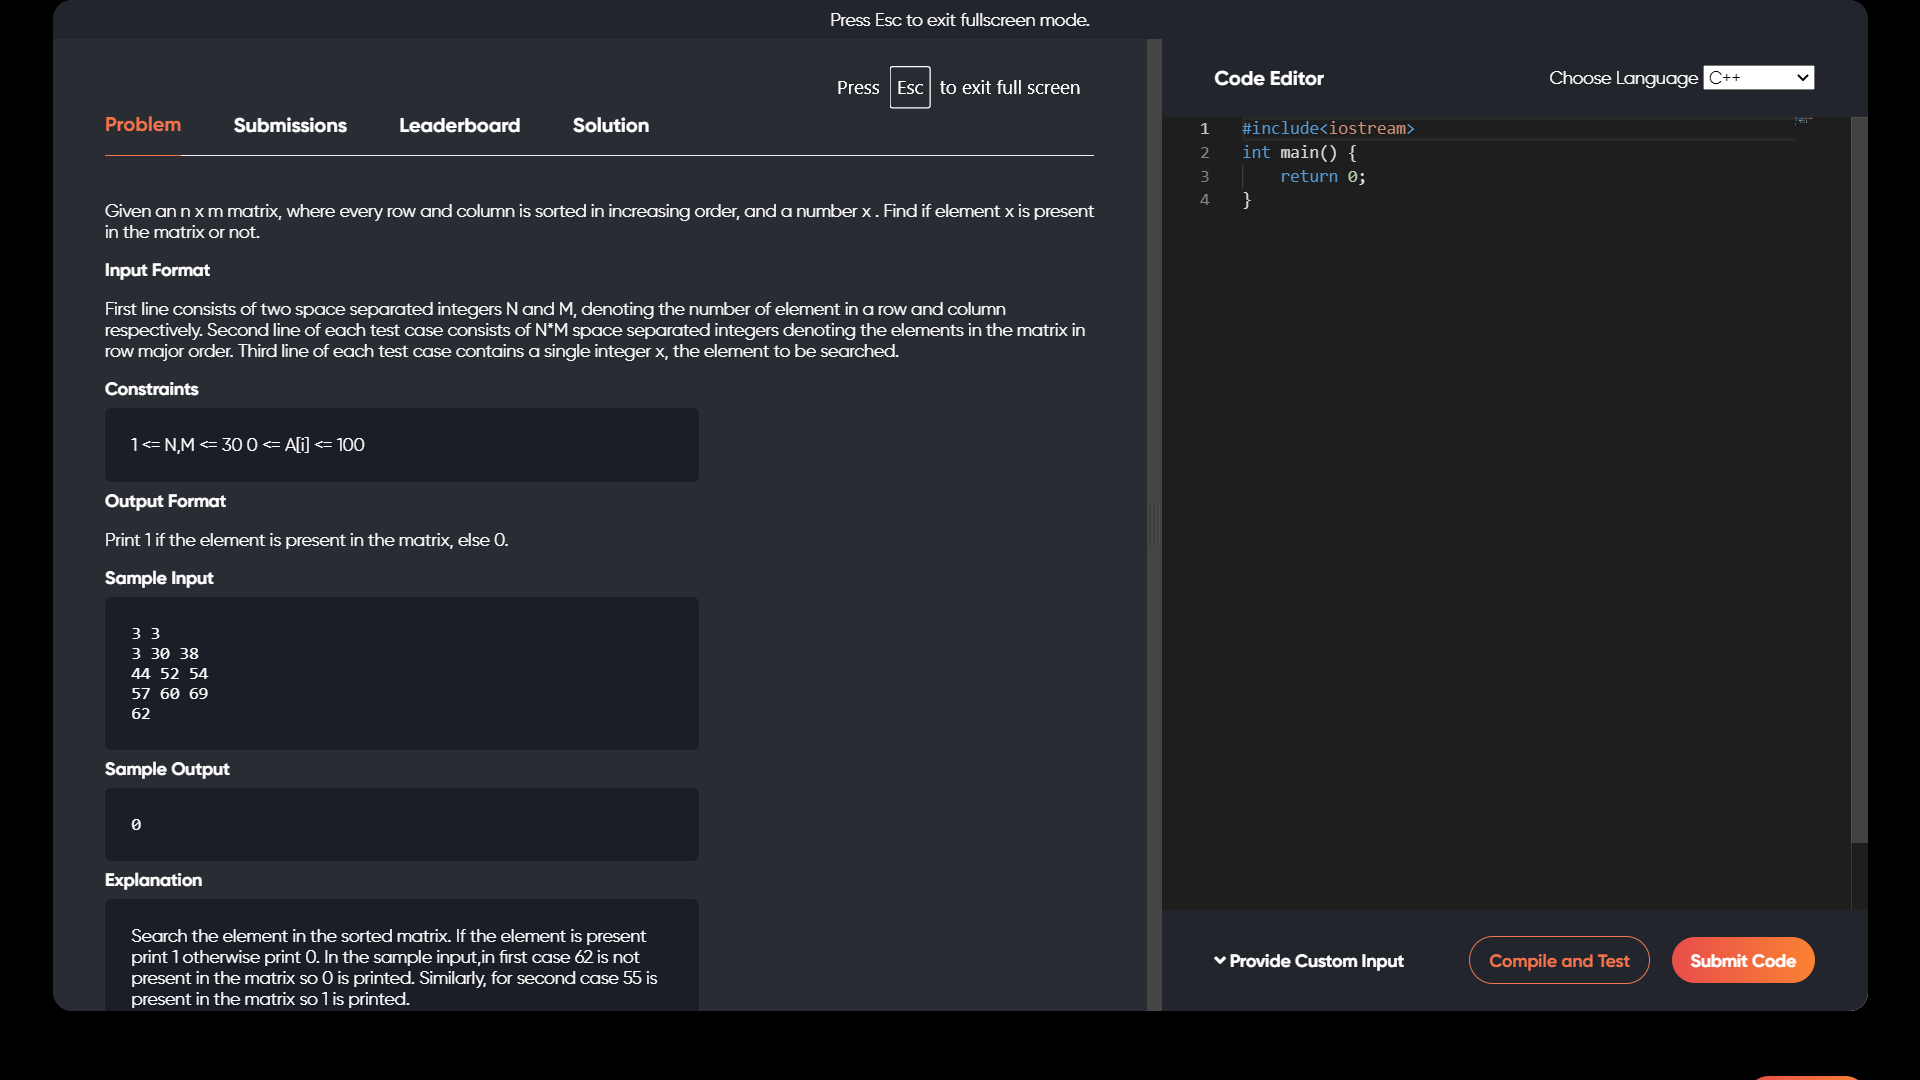 Press Esc to exit fullscreen mode.
Press Esc to exit full screen
Problem Submissions Leaderboard Solution
Given an n x m matrix, where every row and column is sorted in increasing order, and a number x . Find if element x is present
in the matrix or not.
Input Format
First line consists of two space separated integers N and M, denoting the number of element in a row and column
respectively. Second line of each test case consists of N*M space separated integers denoting the elements in the matrix in
row major order. Third line of each test case contains a single integer x, the element to be searched.
Constraints
1 <= N,M <= 30 0 <= A[i] <= 100
Output Format
Print 1 if the element is present in the matrix, else 0.
Sample Input
3 3
3 30 38
44 52 54
57 60 69
62
Sample Output
0
Explanation
Search the element in the sorted matrix. If the element is present
print 1 otherwise print 0. In the sample input,in first case 62 is not
present in the matrix so 0 is printed. Similarly, for second case 55 is
present in the matrix so 1 is printed.
Code Editor
Choose Language C++
1 #include<iostream>
2 int main() {
3     return 0;
4 }
Provide Custom Input
Compile and Test
Submit Code